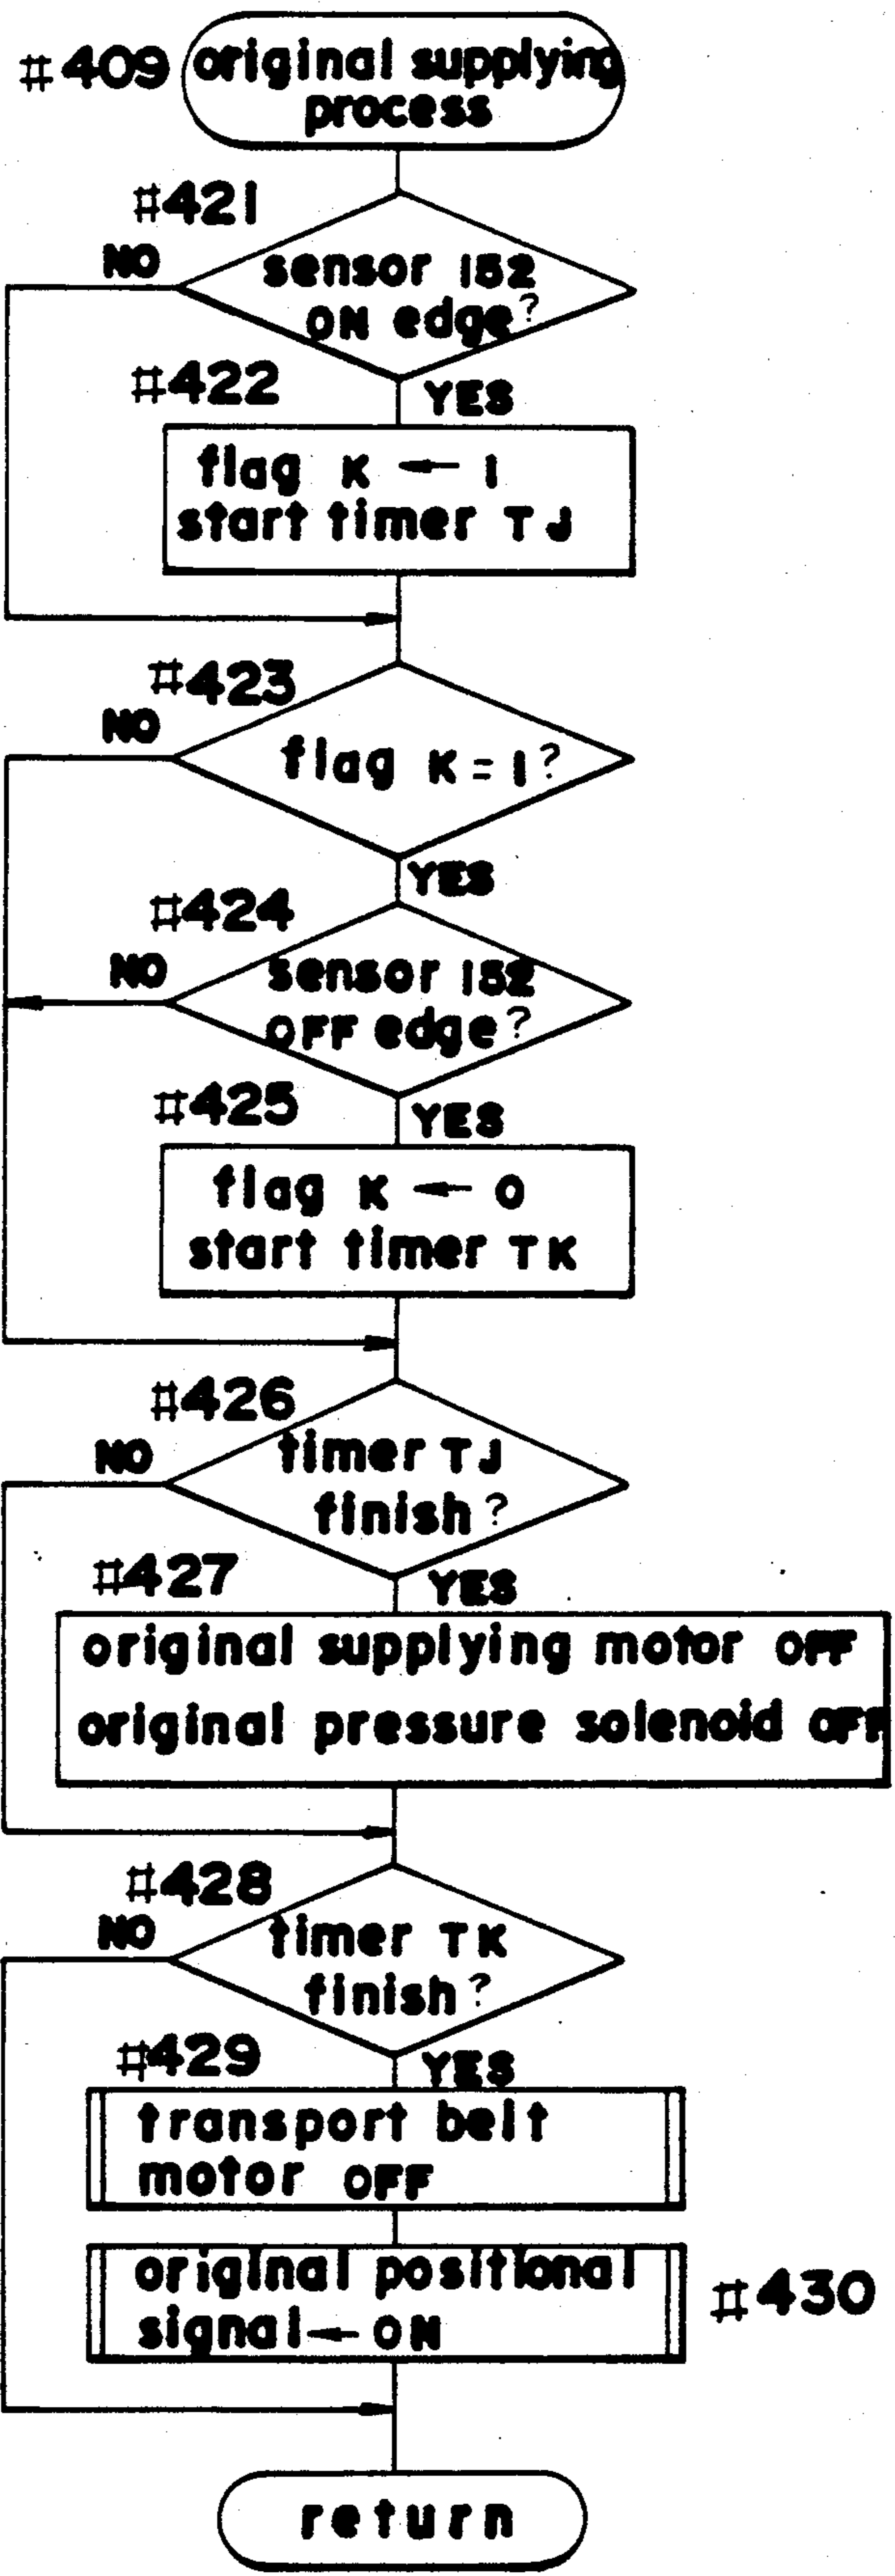 #409
original supplying
process
#421
NO
sensor 152
ON edge?
#422
YES
flag K ← 1
start timer TJ
#423
NO
flag K = 1?
YES
#424
NO
sensor 152
OFF edge?
#425
YES
flag K ← 0
start timer TK
#426
NO
timer TJ
finish?
#427
YES
original supplying motor OFF
original pressure solenoid OFF
#428
NO
timer TK
finish?
#429
YES
transport belt
motor OFF
original positional
signal ← ON
#430
return